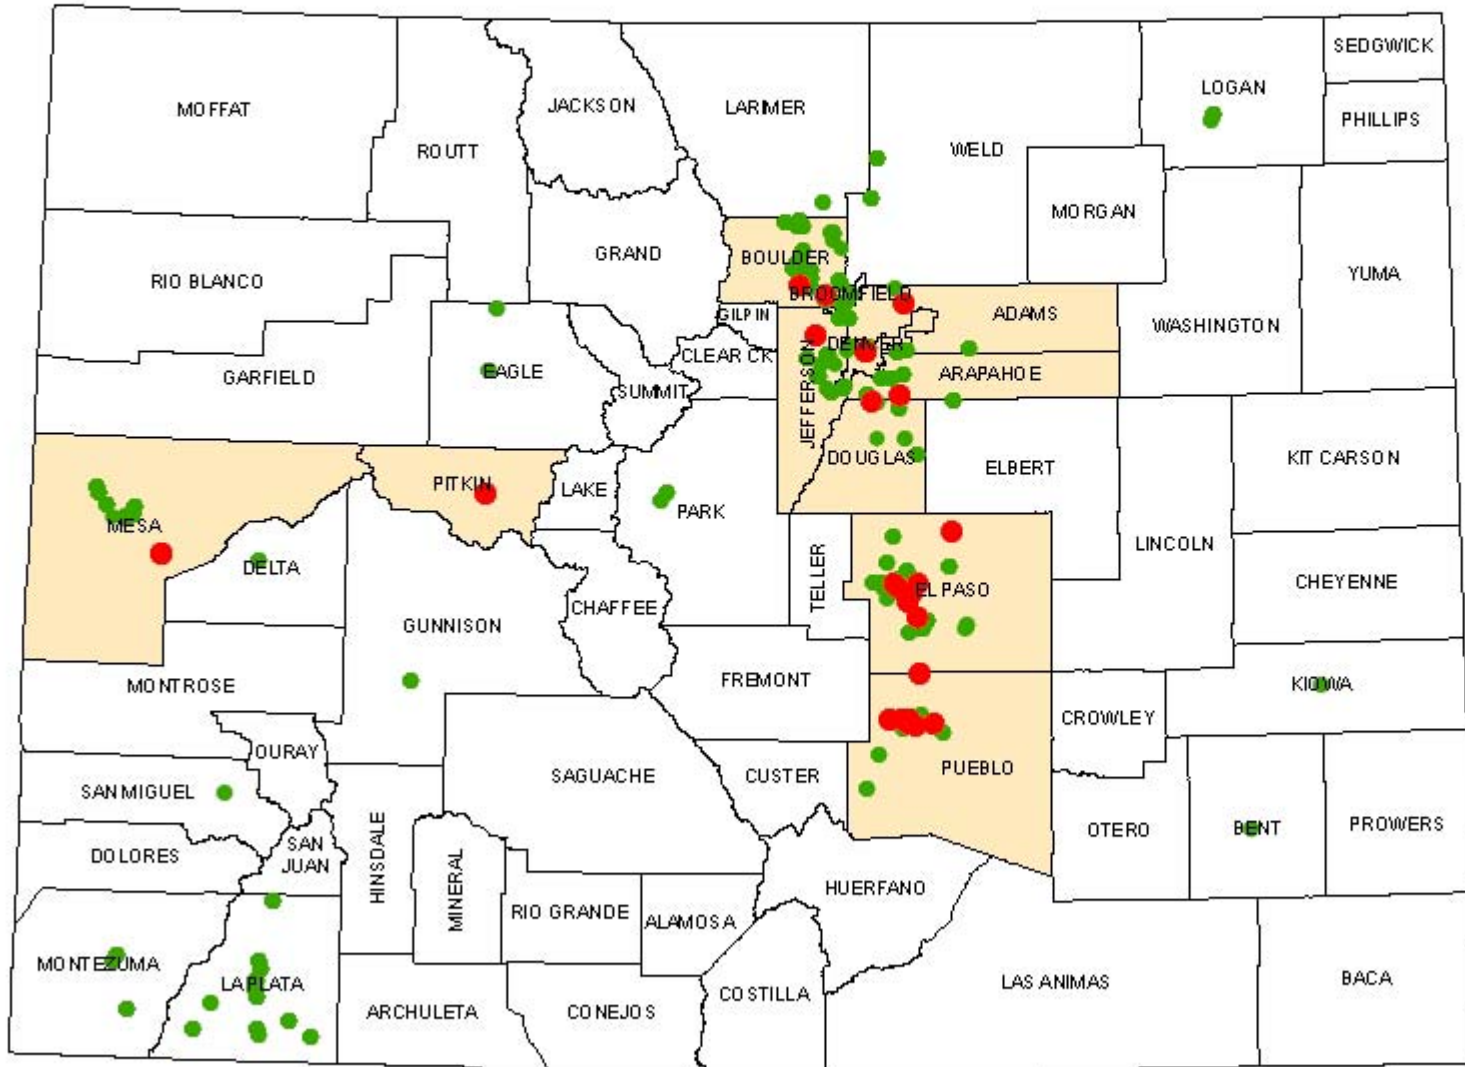 SEDGWICK
LOGAN
JACKSON
LARIMER
MOFFAT
PHILLIPS
ROUTT
WELD
MORGAN
GRAND
BOULDER
YUMA
RIO BLANCO
BROOMFIELD
GILPIN
ADAMS
WASHINGTON
DENVER
CLEAR CK
EAGLE
GARFIELD
ARAPAHOE
SUMMIT
JEFFERSON
DOUGLAS
ELBERT
KIT CARSON
PITKIN
LAKE
PARK
MESA
LINCOLN
DELTA
TELLER
CHEYENNE
EL PASO
CHAFFEE
GUNNISON
FREMONT
MONTROSE
KIOWA
CROWLEY
OURAY
SAGUACHE
CUSTER
PUEBLO
SAN MIGUEL
OTERO
BENT
PROWERS
DOLORES
SAN
JUAN
HINSDALE
MINERAL
HUERFANO
RIO GRANDE
ALAMOSA
MONTEZUMA
LA PLATA
COSTILLA
LAS ANIMAS
BACA
ARCHULETA
CONEJOS